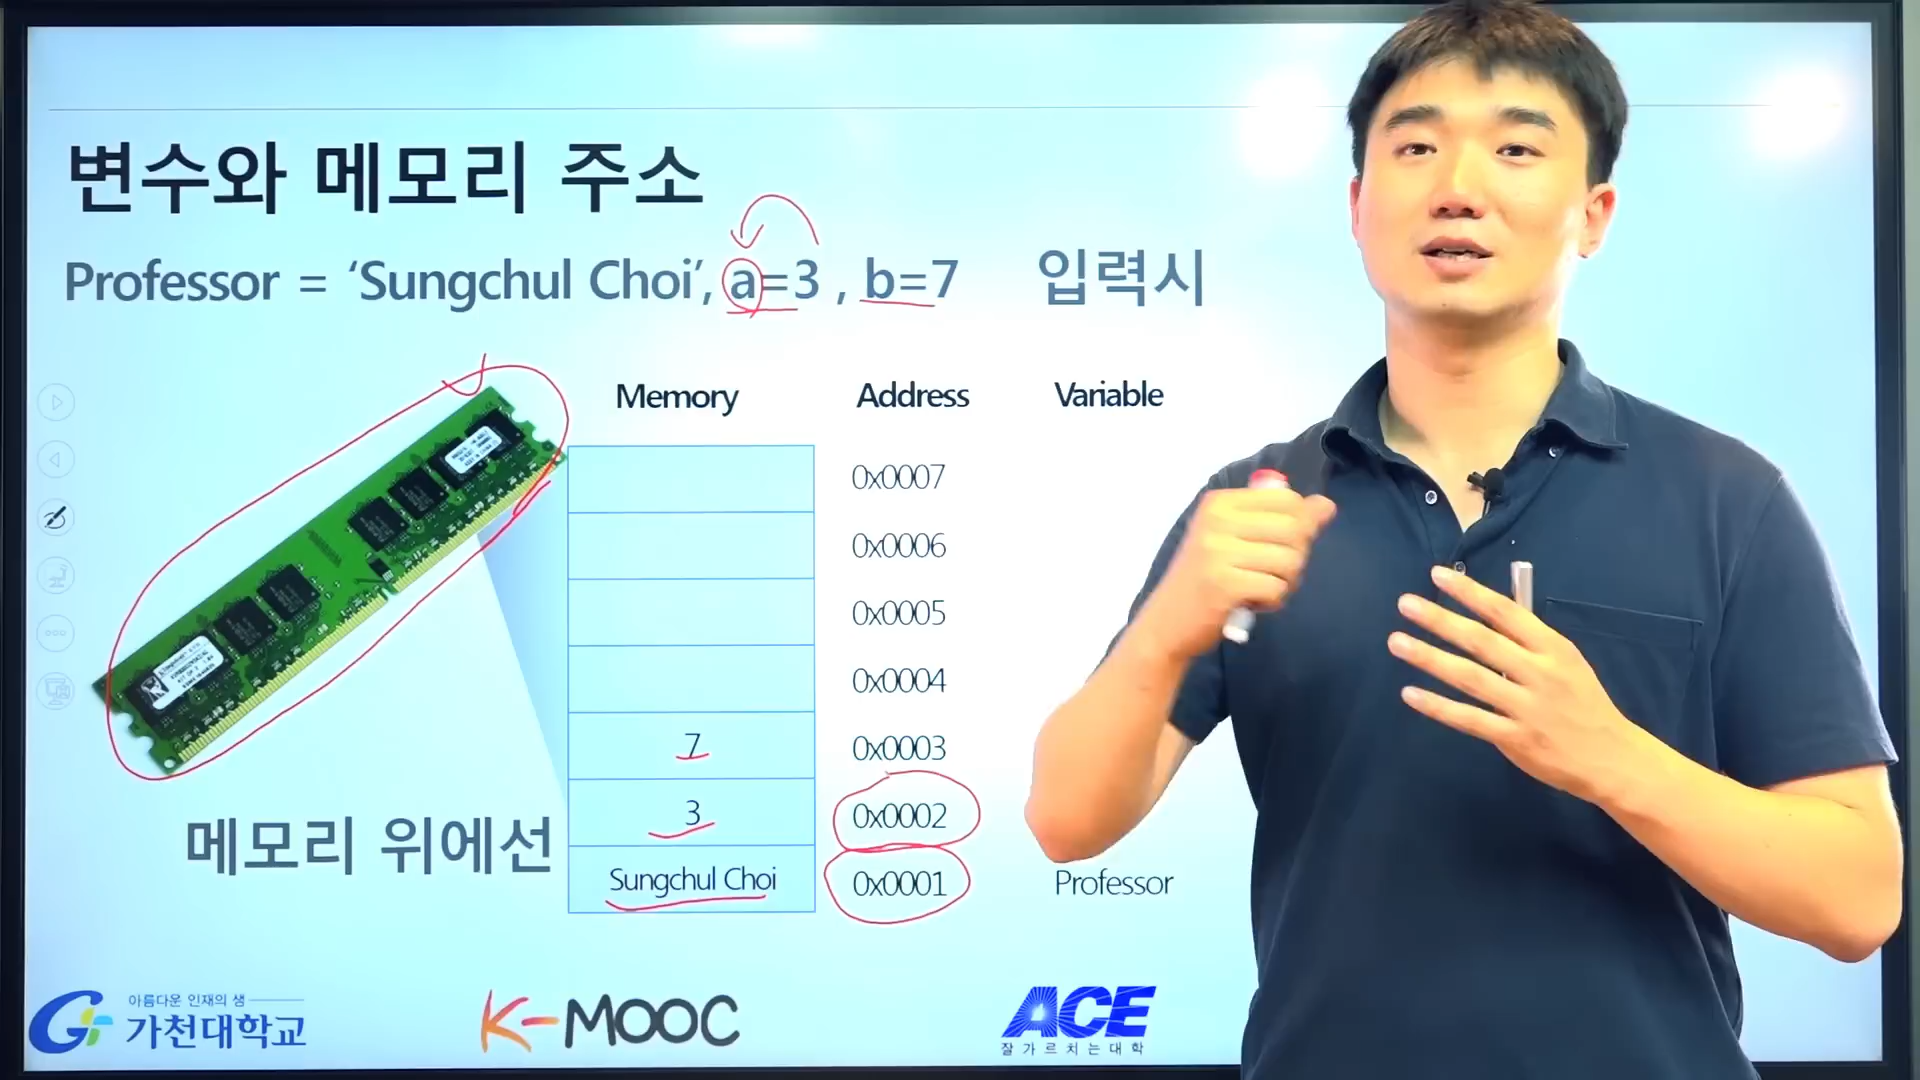 변수와 메모리 주소
Professor = ‘Sungchul Choi’, a=3 , b=7 입력시
Memory Address Variable
0x0007
0x0006
0x0005
0x0004
7 0x0003
3 0x0002
Sungchul Choi 0x0001 Professor
메모리 위에선
아름다운 인재의 샘
가천대학교
K-MOOC
ACE
잘 가 르 치 는 대 학